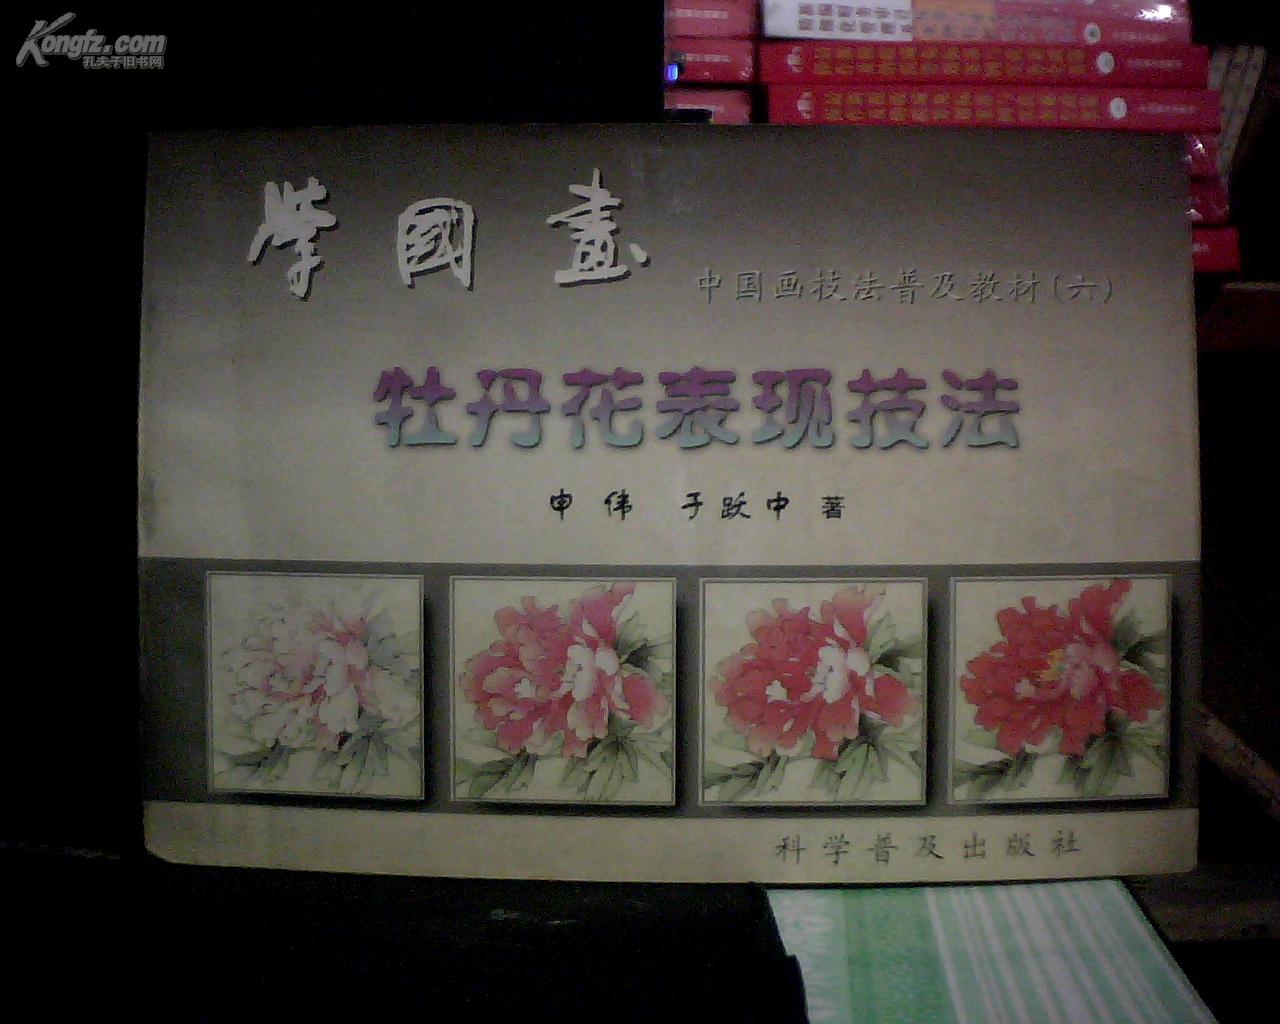 Kongfz.com
孔夫子旧书网
学國畫
中国画技法普及教材(六)
牡丹花表现技法
申伟 于跃中 著
科学普及出版社